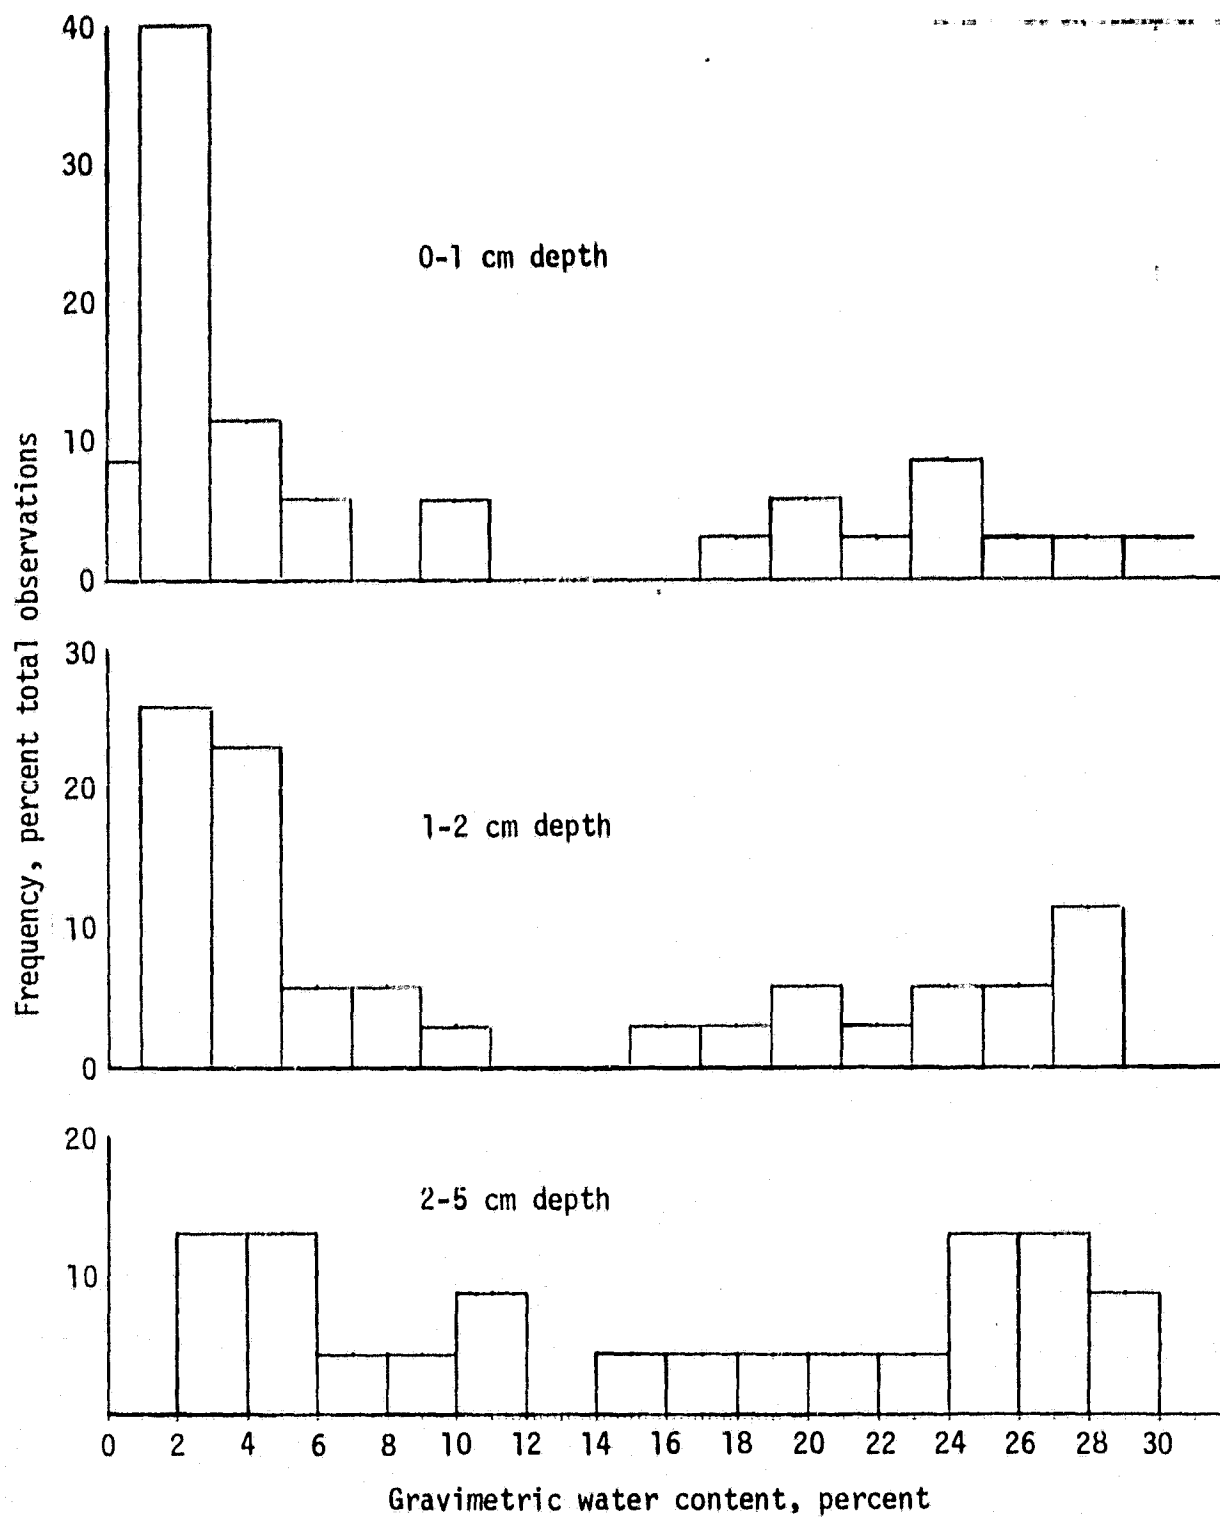 40
30
20
10
0
0-1 cm depth
Frequency, percent total observations
30
20
10
0
1-2 cm depth
20
10
2-5 cm depth
0 2 4 6 8 10 12 14 16 18 20 22 24 26 28 30
Gravimetric water content, percent